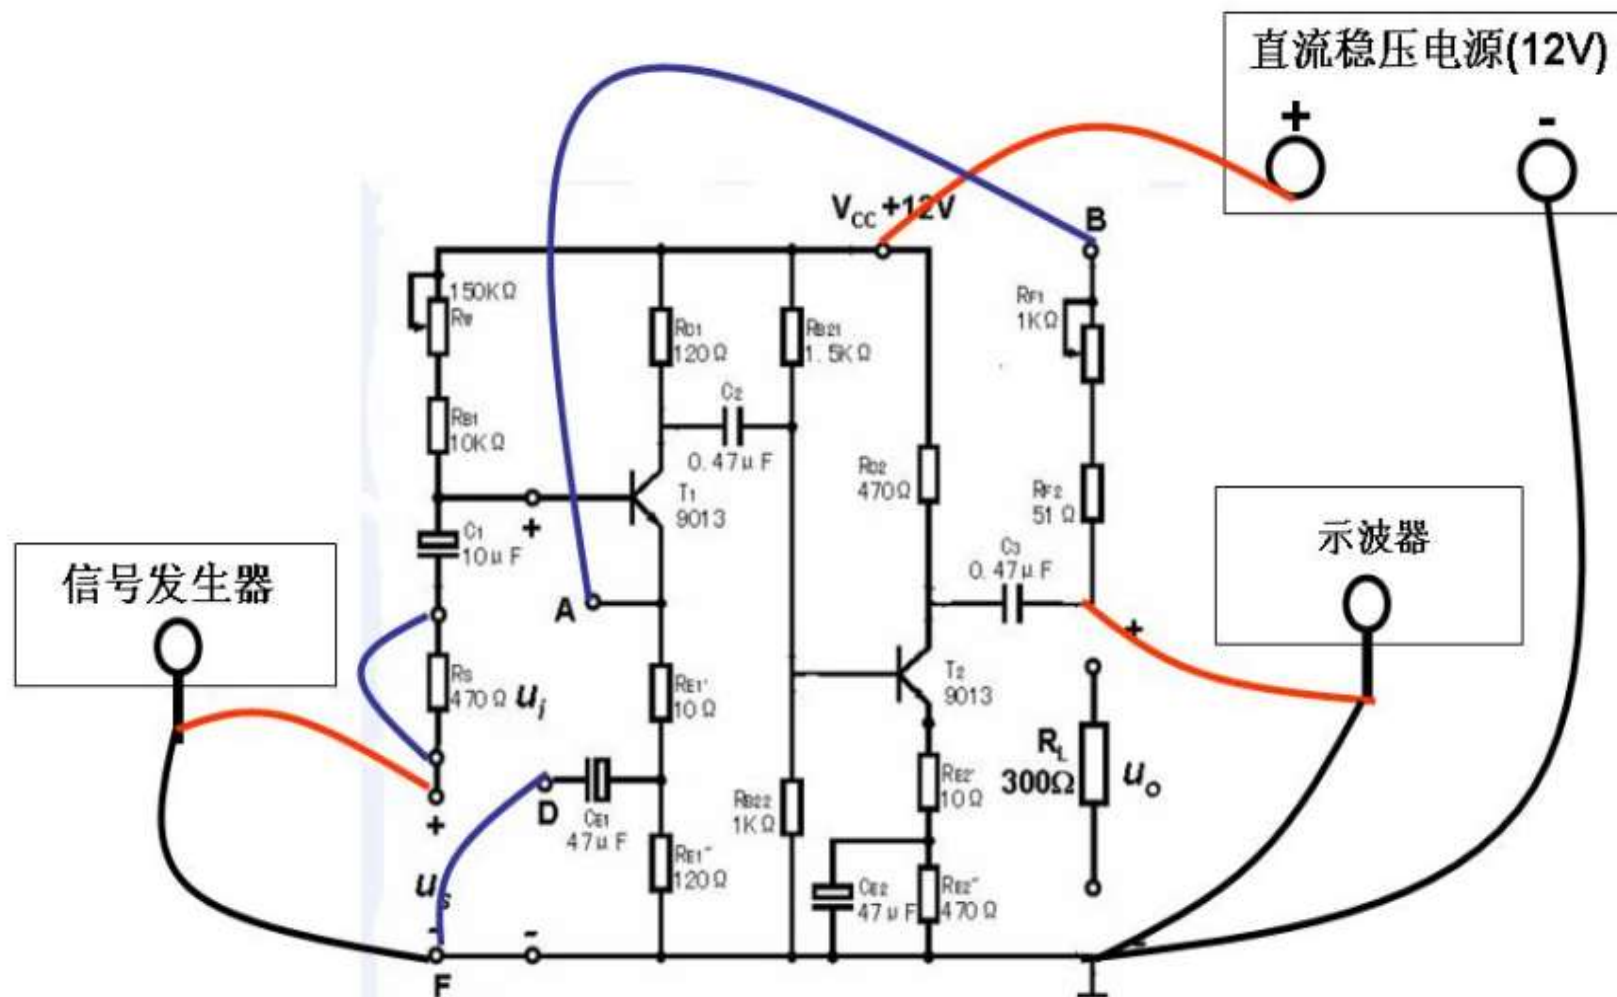 直流稳压电源(12V)
+
-
VCC +12V
B
150KΩ
RW
RC1
120Ω
RB21
1.5KΩ
RF1
1KΩ
RB1
10KΩ
C2
0.47μF
RC2
470Ω
RF2
51Ω
T1
9013
+
C1
10μF
C3
0.47μF
示波器
信号发生器
A
+
RS
470Ω
ui
RE1'
10Ω
T2
9013
RL
300Ω
uo
D
CE1
47μF
RB22
1KΩ
RE2'
10Ω
+
us
-
RE1"
120Ω
CE2
47μF
RE2"
470Ω
-
-
F